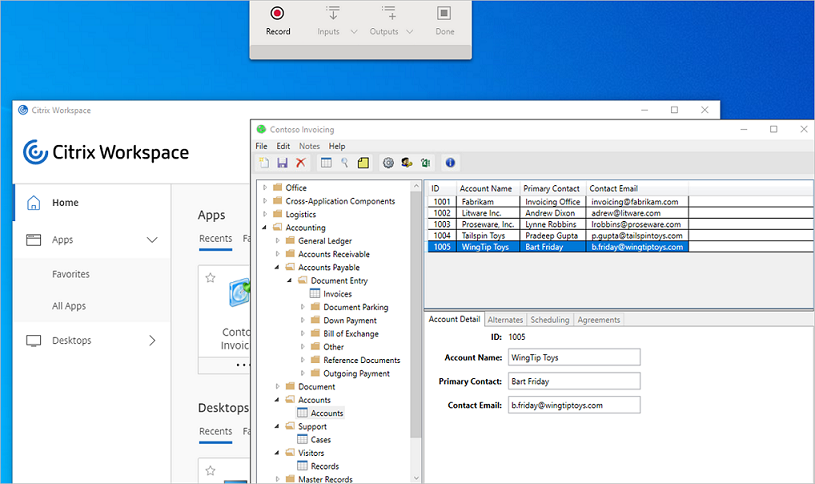 Record
Inputs
Outputs
Done
Citrix Workspace
Citrix Workspace
Home
Apps
Favorites
All Apps
Desktops
Apps
Recents
Conto
Invoic
Desktops
Recents
Contoso Invoicing
File Edit Notes Help
Office
Cross-Application Components
Logistics
Accounting
General Ledger
Accounts Receivable
Accounts Payable
Document Entry
Invoices
Document Parking
Down Payment
Bill of Exchange
Other
Reference Documents
Outgoing Payment
Document
Accounts
Accounts
Support
Cases
Visitors
Records
Master Records
ID Account Name Primary Contact Contact Email
1001 Fabrikam Invoicing Office invoicing@fabrikam.com
1002 Litware Inc. Andrew Dixon adrew@litware.com
1003 Proseware, Inc. Lynne Robbins lrobbins@proseware.com
1004 Tailspin Toys Pradeep Gupta p.gupta@tailspintoys.com
1005 WingTip Toys Bart Friday b.friday@wingtiptoys.com
Account Detail Alternates Scheduling Agreements
ID: 1005
Account Name: WingTip Toys
Primary Contact: Bart Friday
Contact Email: b.friday@wingtiptoys.com